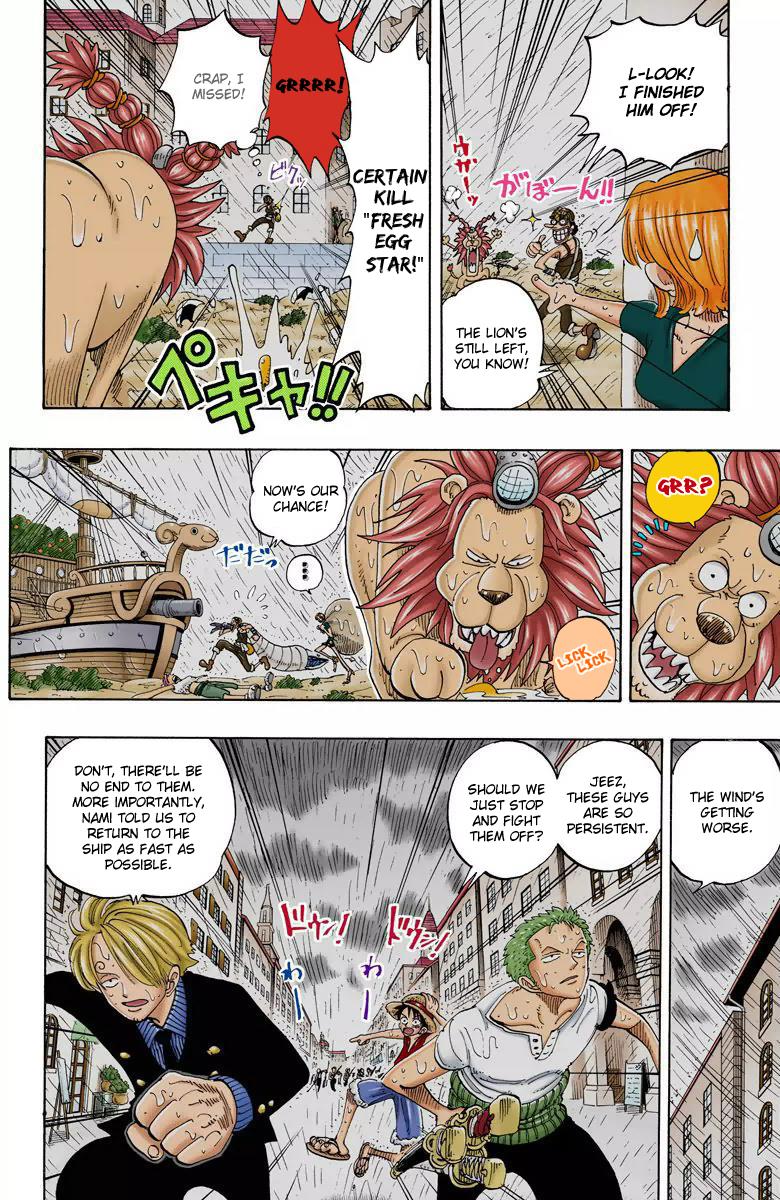 L-LOOK!
I FINISHED
HIM OFF!
ウガーッ
がぼーん!!
THE LION'S
STILL LEFT,
YOU KNOW!
CERTAIN
KILL
"FRESH
EGG
STAR!"
GRRRR!
CRAP, I
MISSED!
ビクッ
ペキャ!!
GRR?
LICK
LICK
NOW'S OUR
CHANCE!
...
だだだっ
THE WIND'S
GETTING
WORSE.
JEEZ,
THESE GUYS
ARE SO
PERSISTENT.
SHOULD WE
JUST STOP
AND FIGHT
THEM OFF?
DON'T, THERE'LL BE
NO END TO THEM.
MORE IMPORTANTLY,
NAMI TOLD US TO
RETURN TO THE
SHIP AS FAST AS
POSSIBLE.
ドウン!
わー
ドウン!
わー